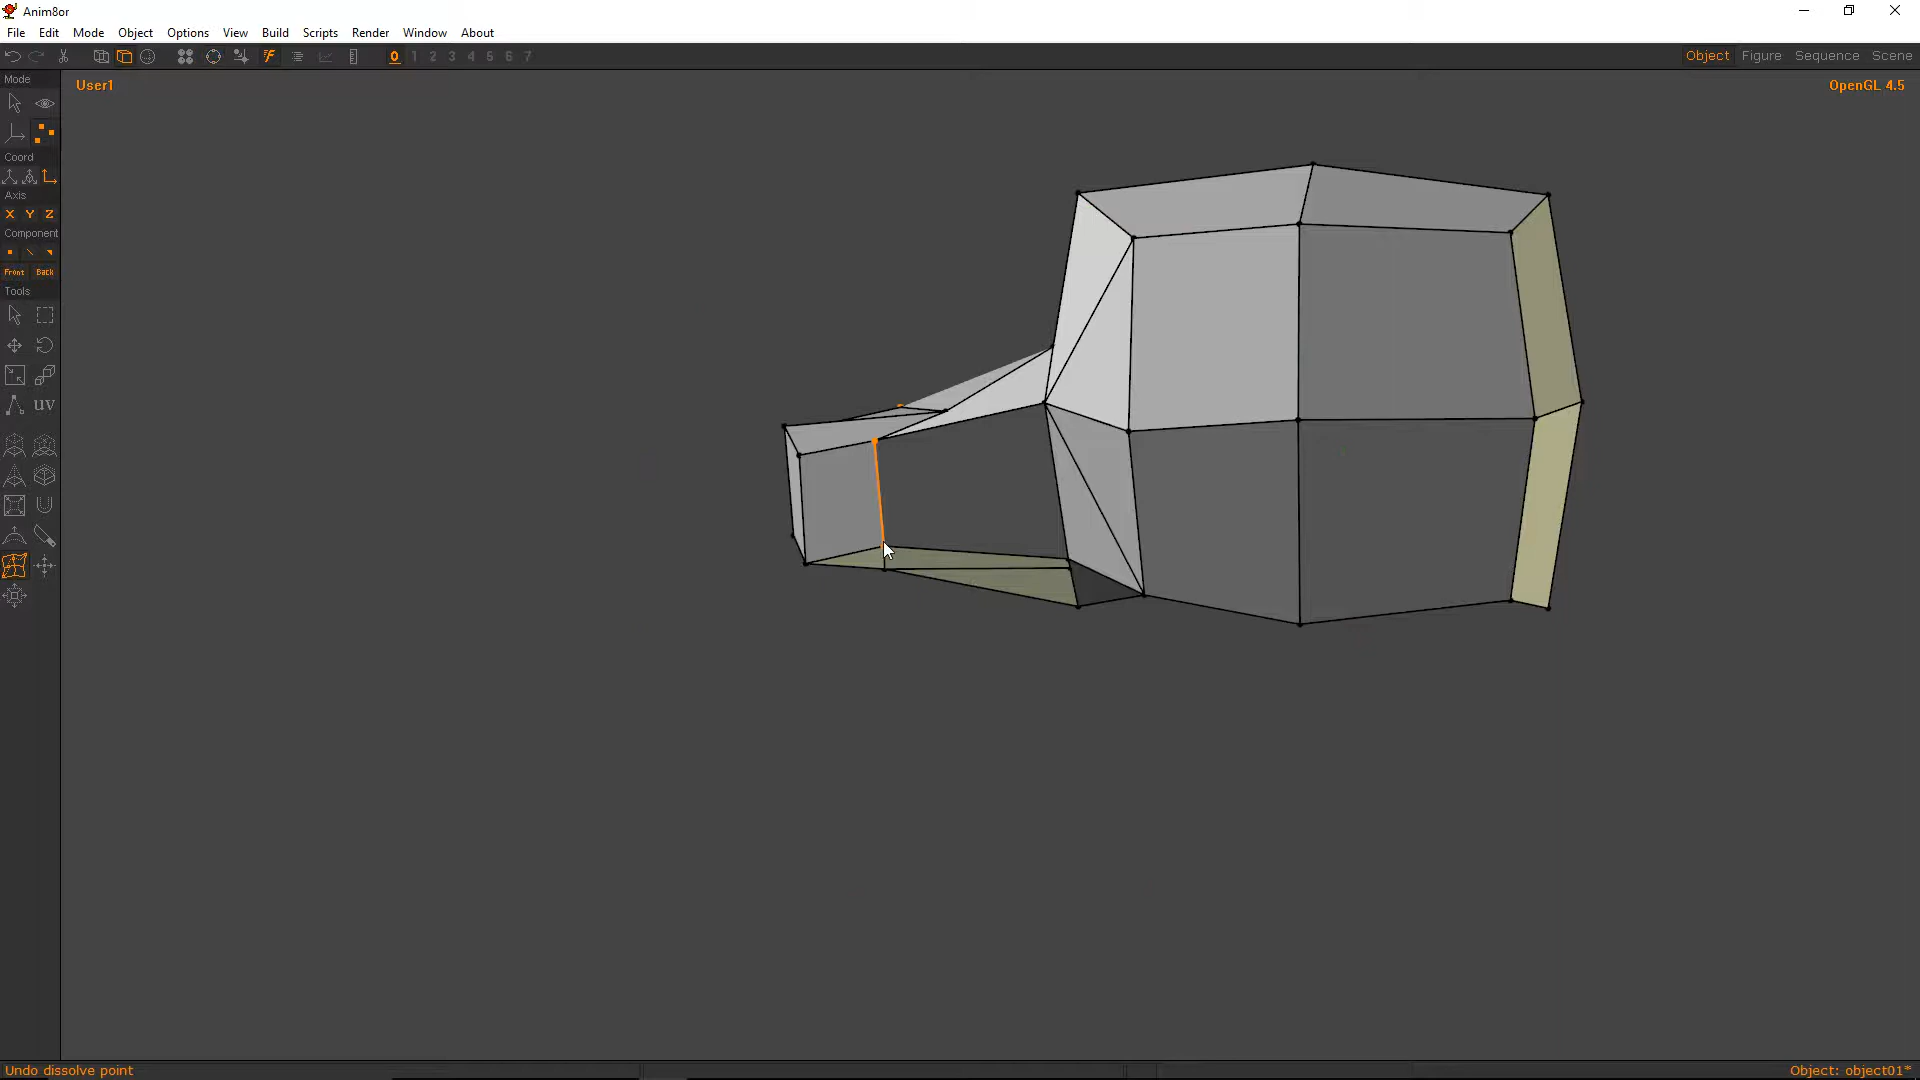 Anim8or
File Edit Mode Object Options View Build Scripts Render Window About
0 1 2 3 4 5 6 7 Object Figure Sequence Scene
Mode
User1
OpenGL 4.5
Coord
Axis
X Y Z
Component
Front Back
Tools
UV
Undo dissolve point
Object: object01*